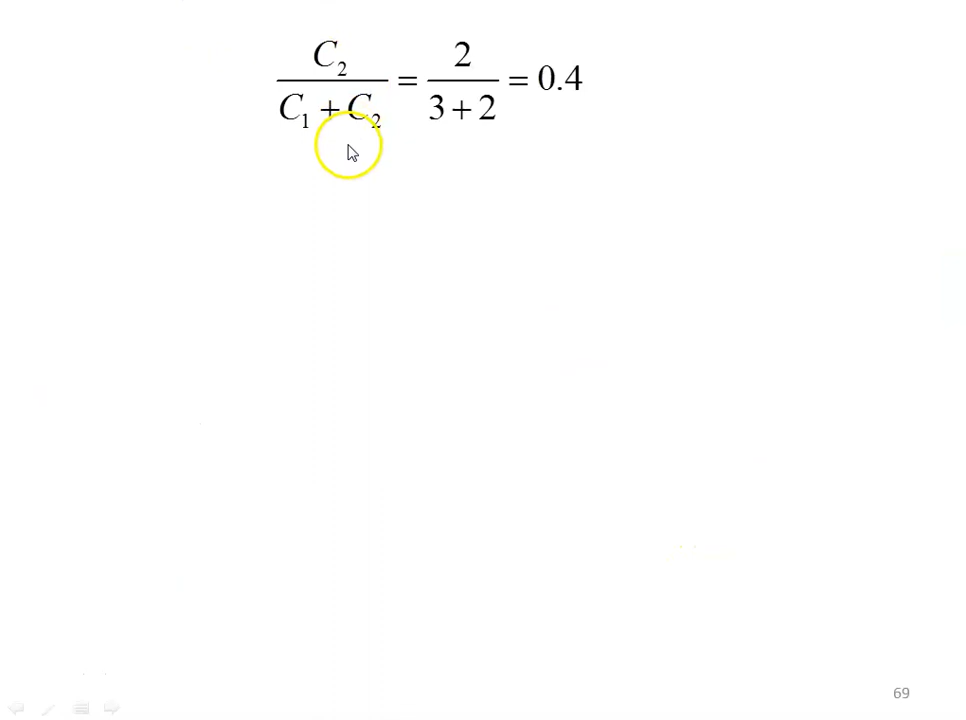 C₂ / (C₁ + C₂) = 2 / (3 + 2) = 0.4
69